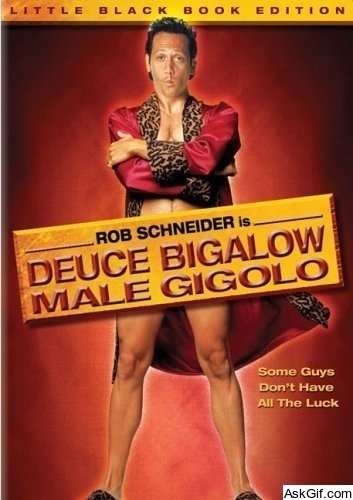 LITTLE BLACK BOOK EDITION
ROB SCHNEIDER is
DEUCE BIGALOW
MALE GIGOLO
Some Guys
Don't Have
All The Luck
AskGif.com